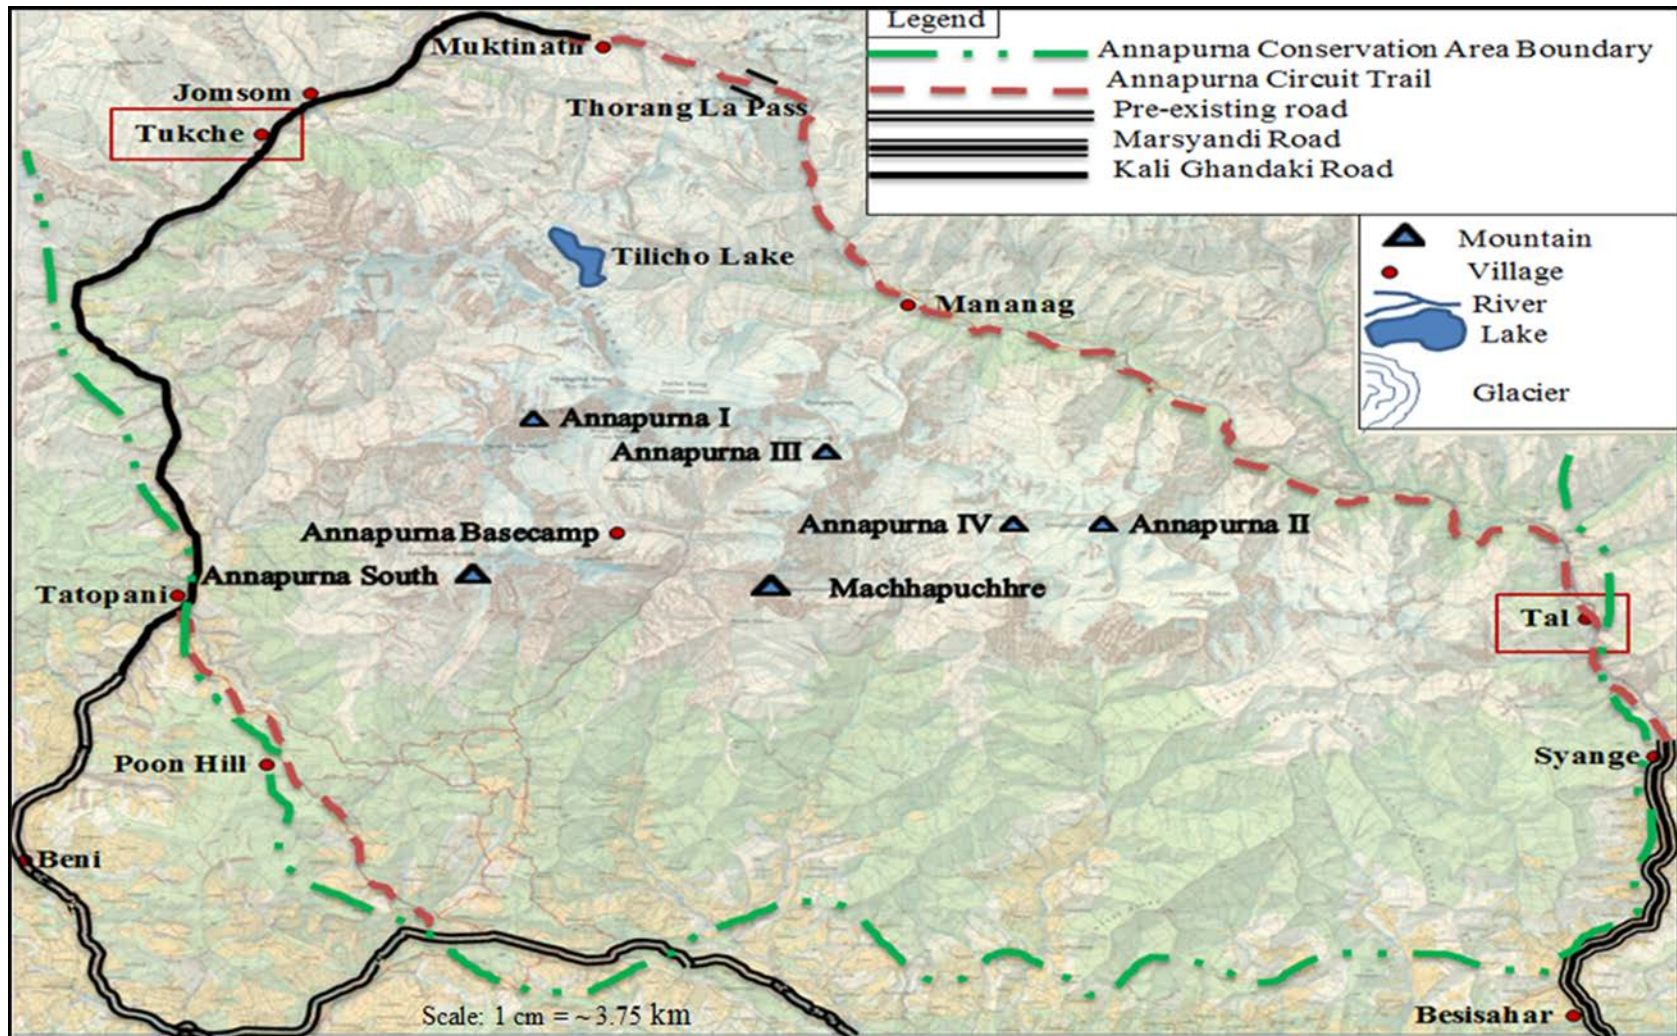 Legend
Annapurna Conservation Area Boundary
Annapurna Circuit Trail
Pre-existing road
Marsyandi Road
Kali Ghandaki Road
Mountain
Village
River
Lake
Glacier
Muktinath
Jomsom
Thorang La Pass
Tukche
Tilicho Lake
Mananag
Annapurna I
Annapurna III
Annapurna IV
Annapurna II
Annapurna Basecamp
Annapurna South
Machhapuchhre
Tatopani
Tal
Syange
Poon Hill
Beni
Scale: 1 cm = ~ 3.75 km
Besisahar